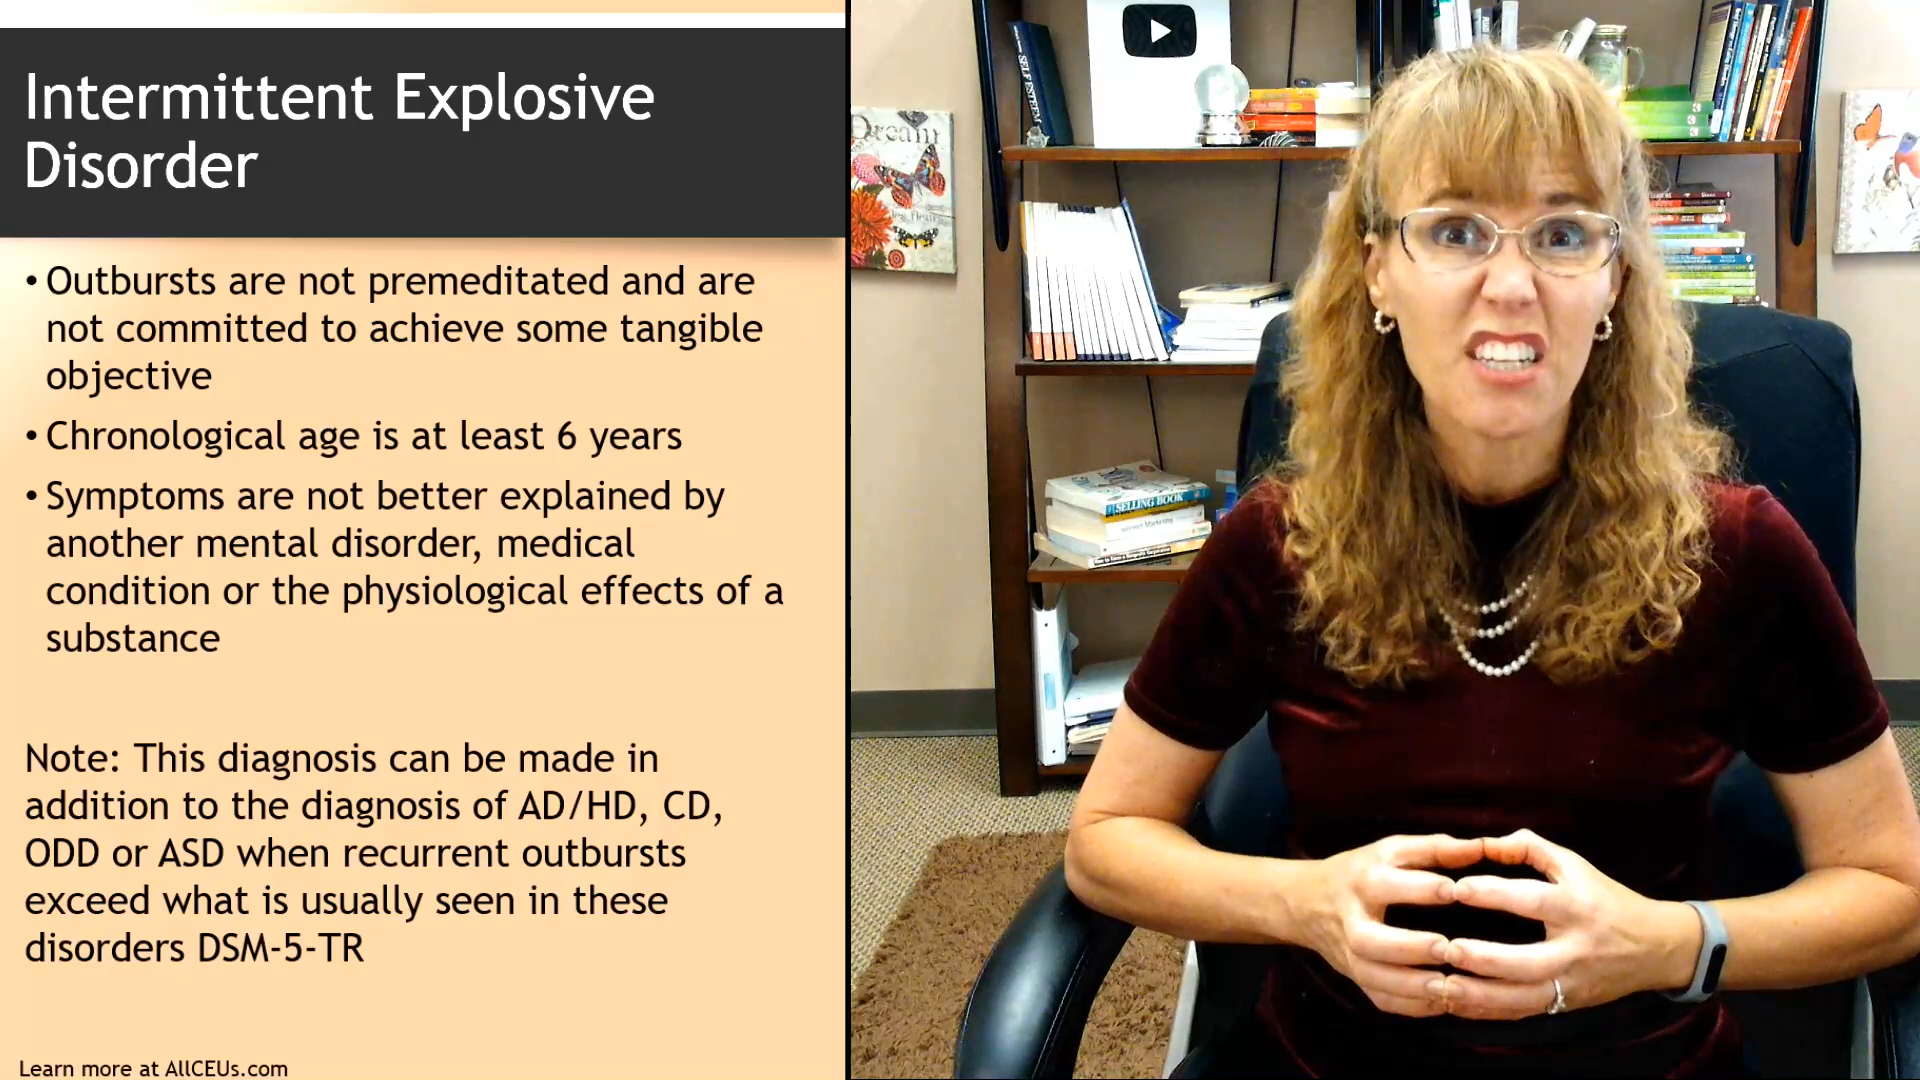 Intermittent Explosive
Disorder
• Outbursts are not premeditated and are
not committed to achieve some tangible
objective
• Chronological age is at least 6 years
• Symptoms are not better explained by
another mental disorder, medical
condition or the physiological effects of a
substance
Note: This diagnosis can be made in
addition to the diagnosis of AD/HD, CD,
ODD or ASD when recurrent outbursts
exceed what is usually seen in these
disorders DSM-5-TR
Learn more at AllCEUs.com
Dream
SELF ESTEEM
SELLING BOOK